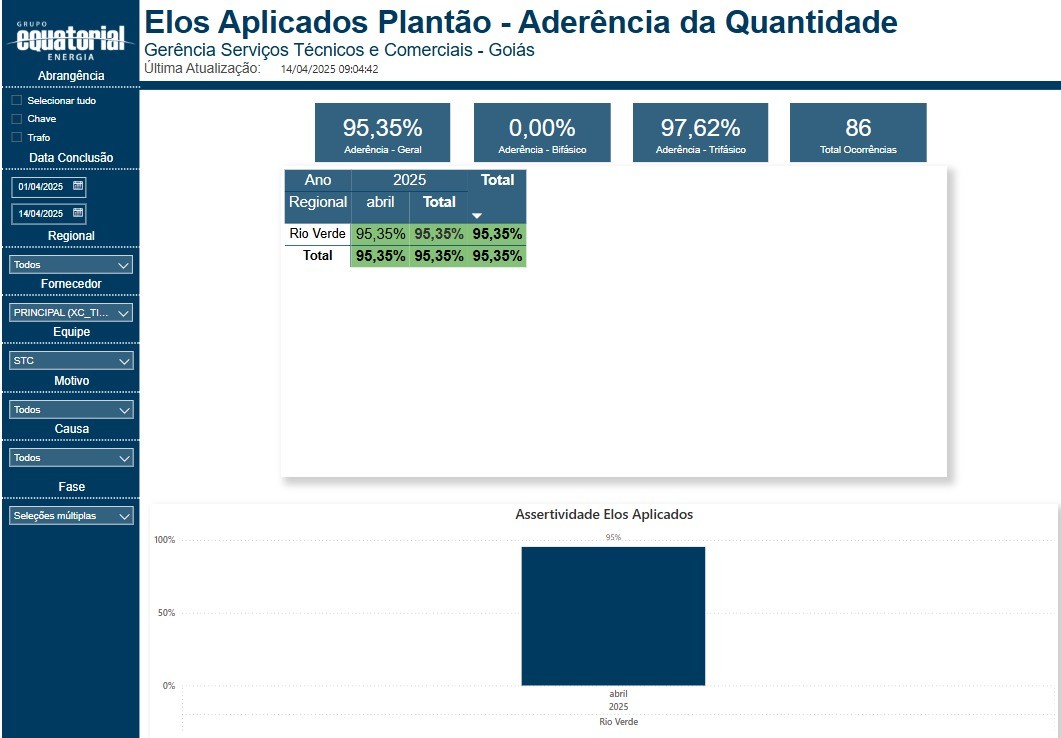 GRUPO
equatorial
ENERGIA
Elos Aplicados Plantão - Aderência da Quantidade
Gerência Serviços Técnicos e Comerciais - Goiás
Última Atualização: 14/04/2025 09:04:42
Abrangência
Selecionar tudo
Chave
Trafo
Data Conclusão
01/04/2025
14/04/2025
Regional
Todos
Fornecedor
PRINCIPAL (XC_TI...
Equipe
STC
Motivo
Todos
Causa
Todos
Fase
Seleções múltiplas
95,35%
Aderência - Geral
0,00%
Aderência - Bifásico
97,62%
Aderência - Trifásico
86
Total Ocorrências
Ano 2025 Total
Regional abril Total
Rio Verde 95,35% 95,35% 95,35%
Total 95,35% 95,35% 95,35%
Assertividade Elos Aplicados
95%
100%
50%
0%
abril
2025
Rio Verde